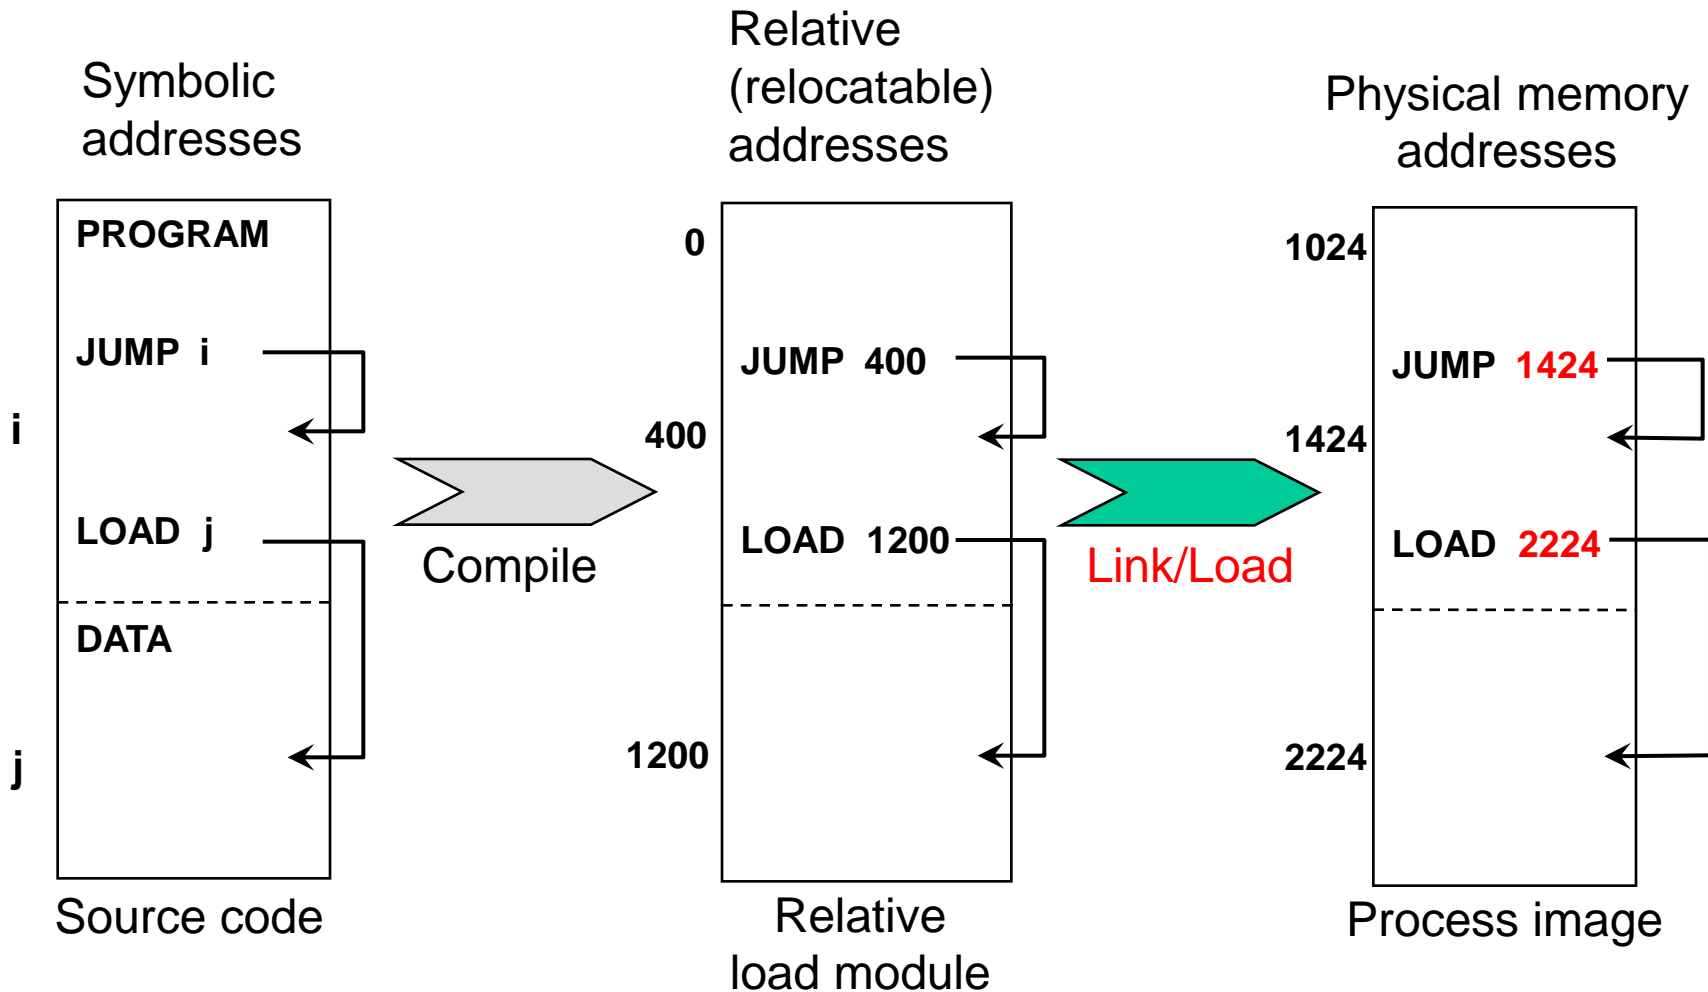 Symbolic
addresses
PROGRAM
JUMP i
i
LOAD j
DATA
j
Source code
Compile
Relative
(relocatable)
addresses
0
JUMP 400
400
LOAD 1200
1200
Relative
load module
Link/Load
Physical memory
addresses
1024
JUMP 1424
1424
LOAD 2224
2224
Process image